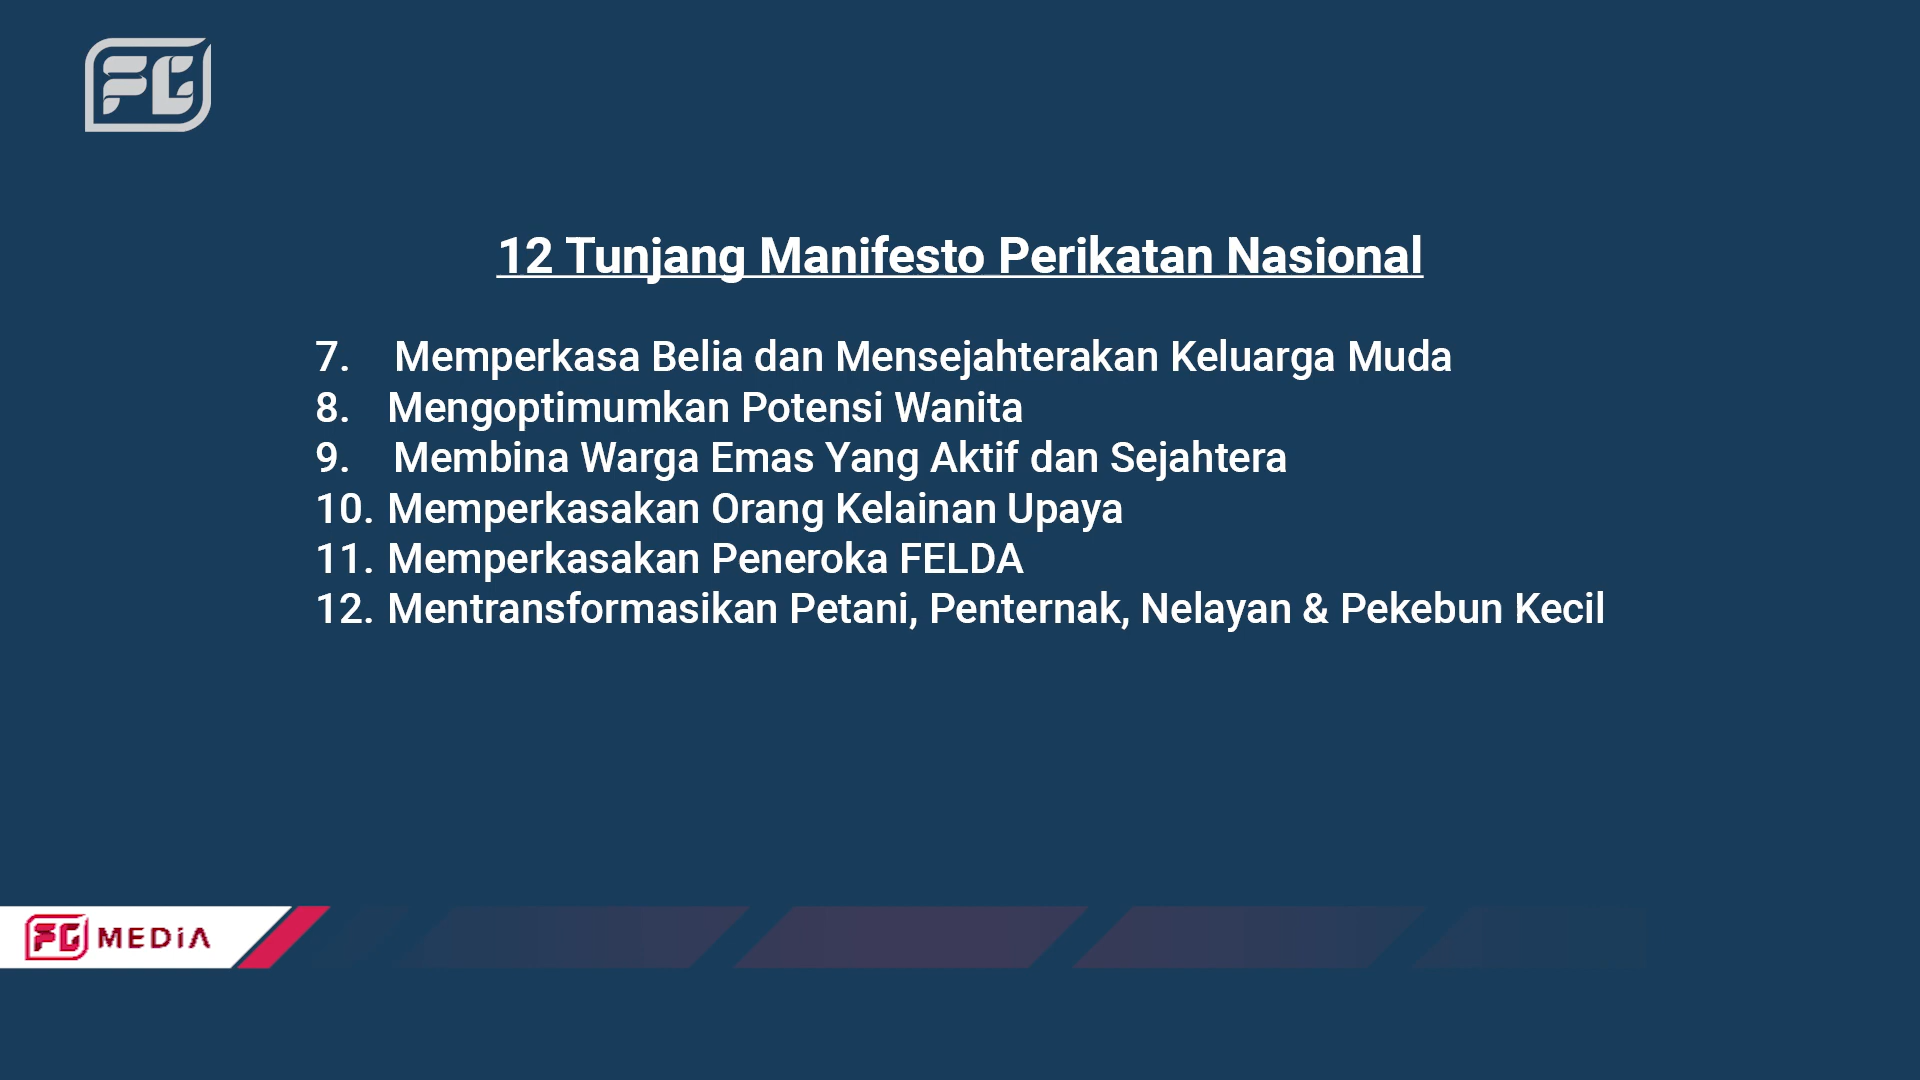 FG
12 Tunjang Manifesto Perikatan Nasional
7. Memperkasa Belia dan Mensejahterakan Keluarga Muda
8. Mengoptimumkan Potensi Wanita
9. Membina Warga Emas Yang Aktif dan Sejahtera
10. Memperkasakan Orang Kelainan Upaya
11. Memperkasakan Peneroka FELDA
12. Mentransformasikan Petani, Penternak, Nelayan & Pekebun Kecil
FG MEDiA